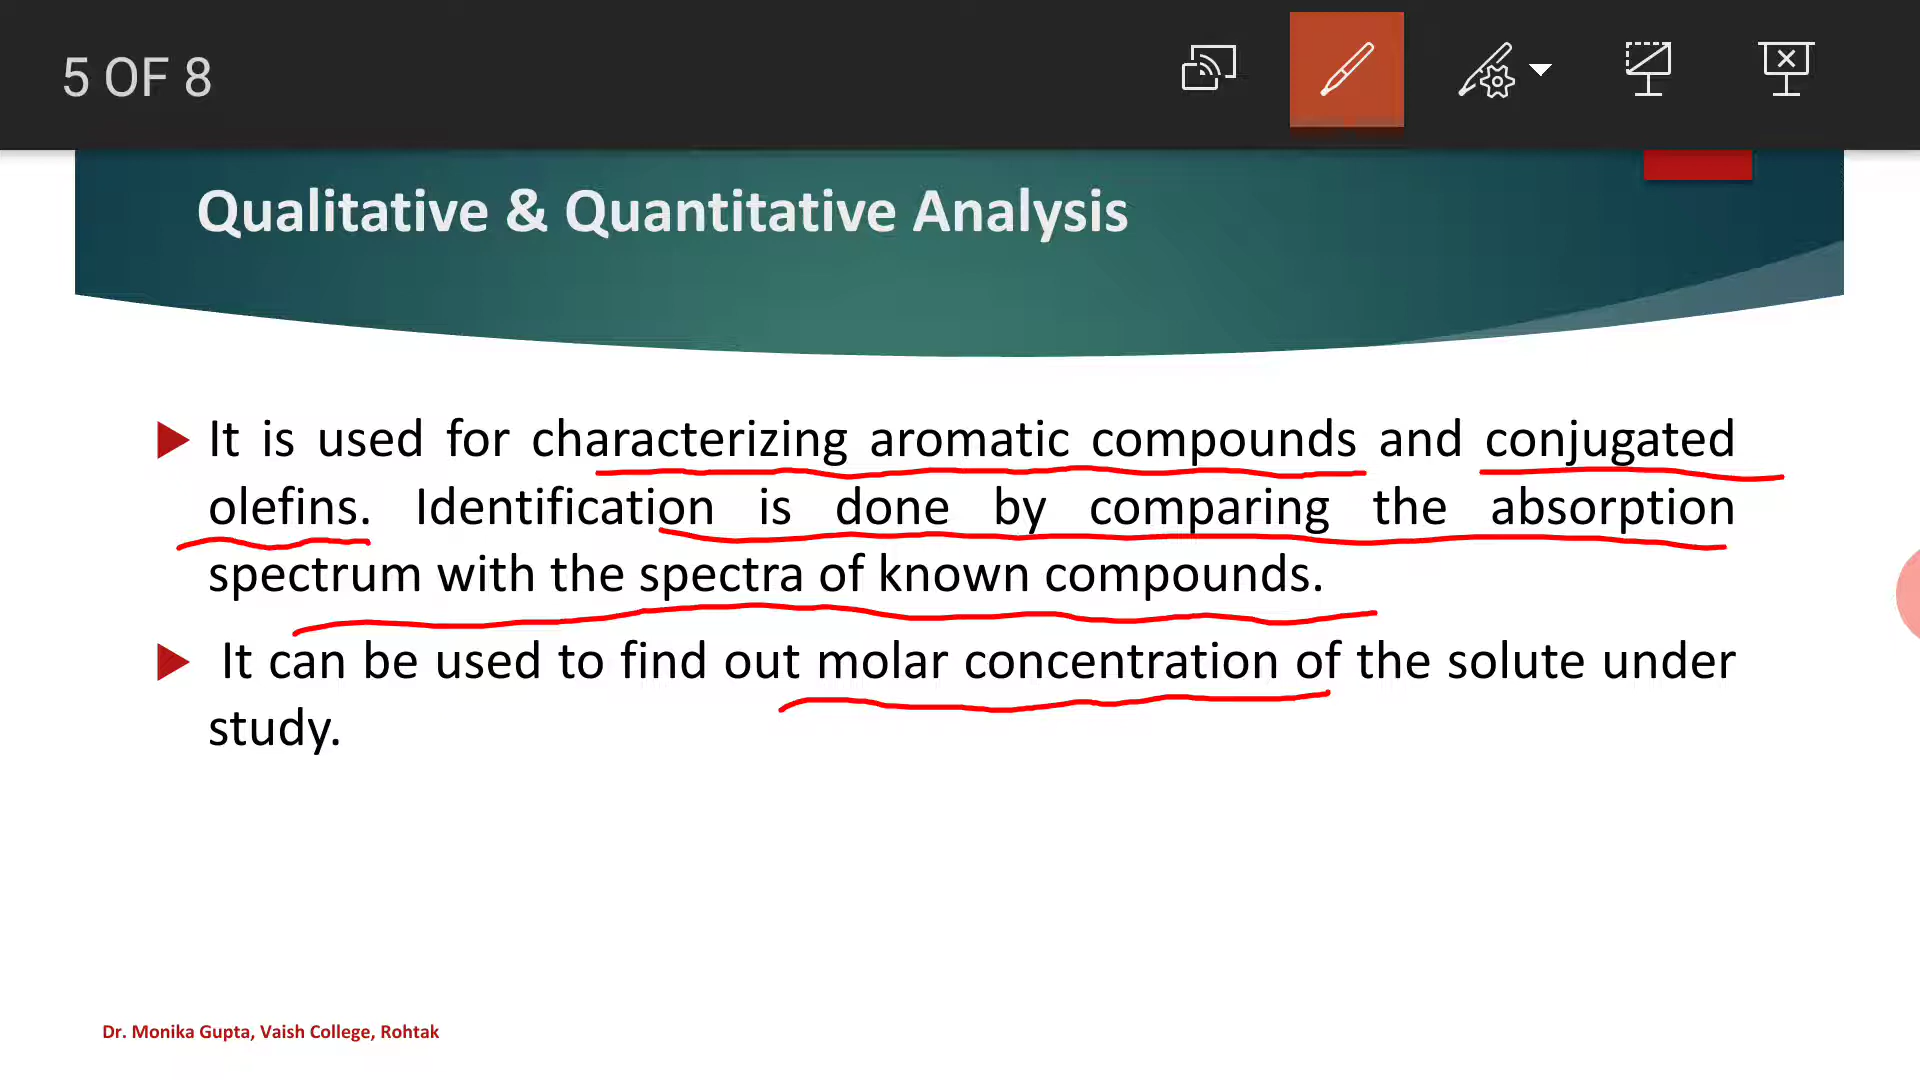 5 OF 8
Qualitative & Quantitative Analysis
It is used for characterizing aromatic compounds and conjugated
olefins. Identification is done by comparing the absorption
spectrum with the spectra of known compounds.
It can be used to find out molar concentration of the solute under
study.
Dr. Monika Gupta, Vaish College, Rohtak